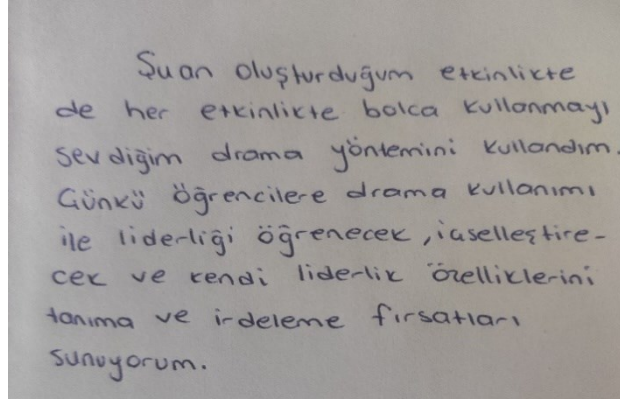 Şuan oluşturduğum etkinlikte
de her etkinlikte bolca kullanmayı
sevdiğim drama yöntemini kullandım.
Günkü öğrencilere drama kullanımı
ile liderliği öğrenecek, içselleştire-
cek ve kendi liderlik özelliklerini
tanıma ve irdeleme fırsatları
sunuyorum.